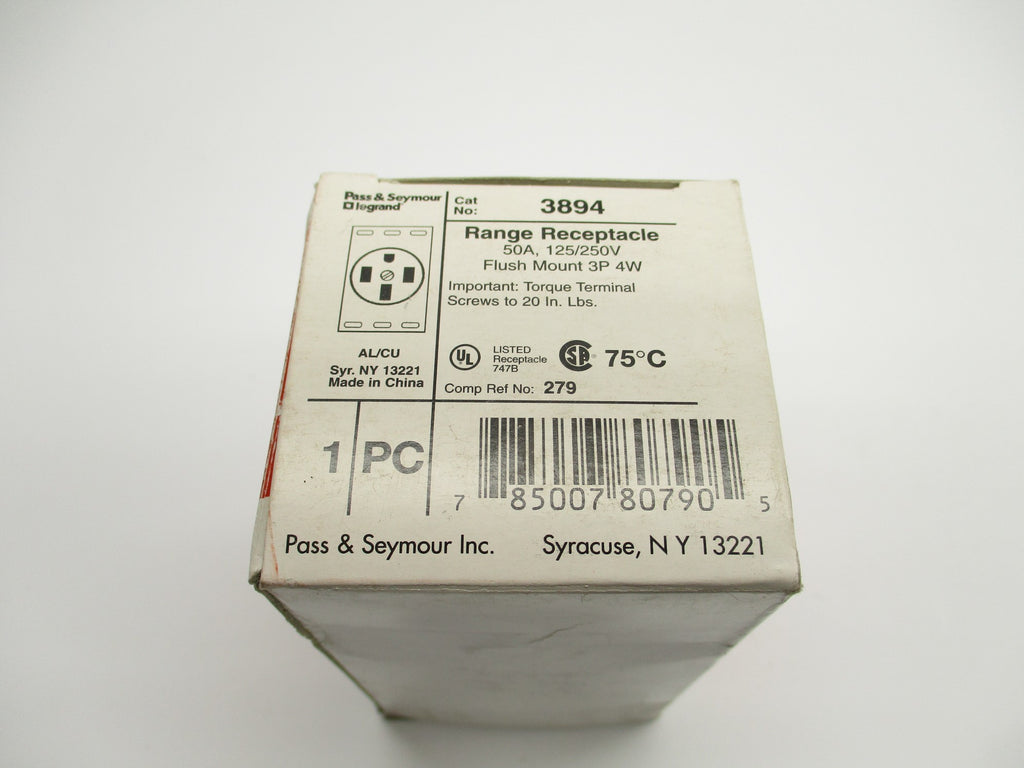 Pass & Seymour
legrand
Cat No: 3894
Range Receptacle
50A, 125/250V
Flush Mount 3P 4W
Important: Torque Terminal
Screws to 20 In. Lbs.
AL/CU
Syr. NY 13221
Made in China
UL
LISTED
Receptacle
747B
SA 75°C
Comp Ref No: 279
1 PC
7 85007 80790 5
Pass & Seymour Inc. Syracuse, N Y 13221